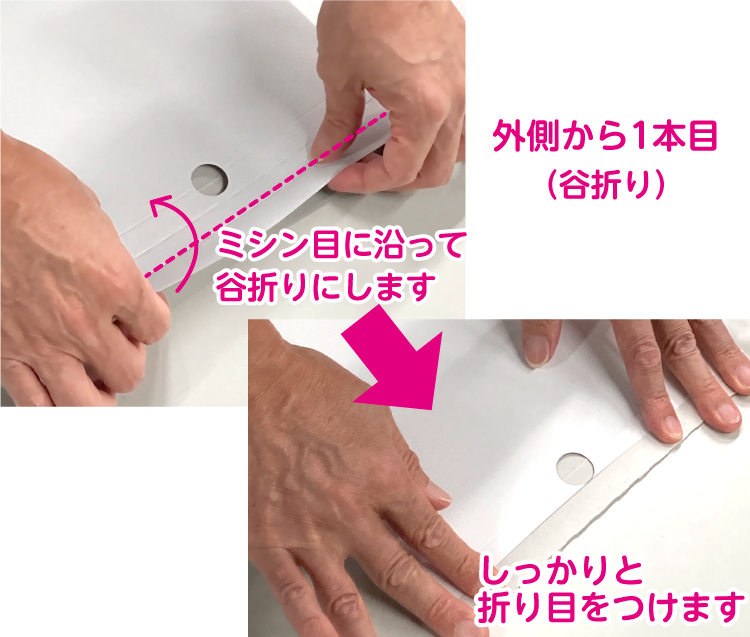 外側から1本目
（谷折り）
ミシン目に沿って
谷折りにします
しっかりと
折り目をつけます